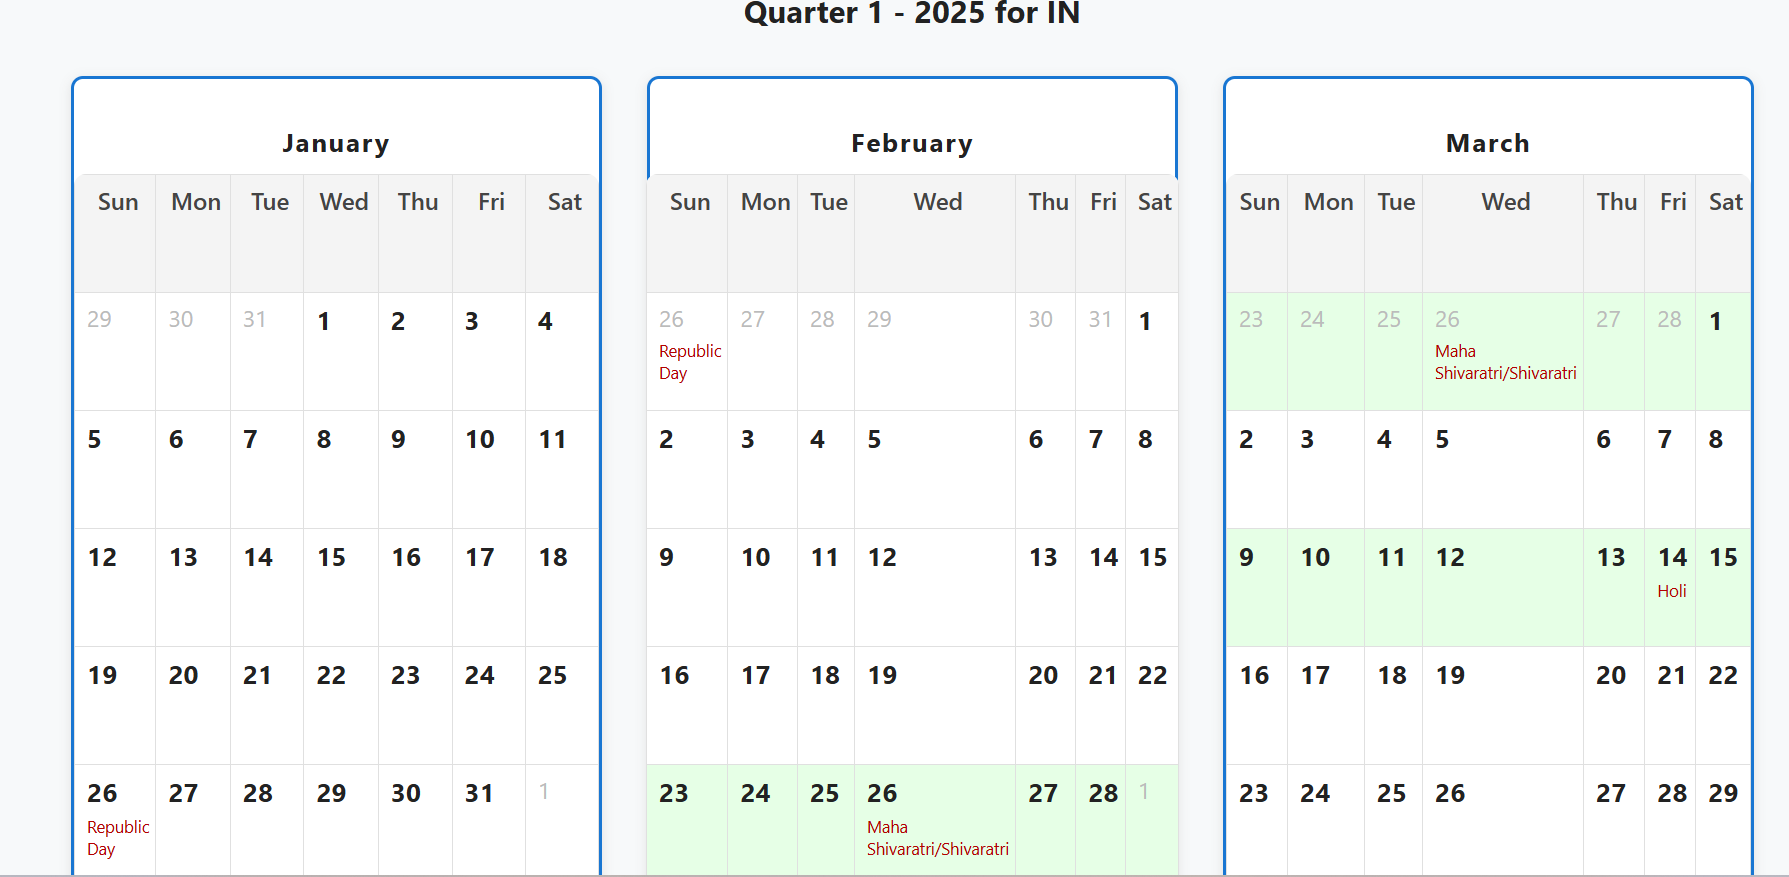 Quarter 1 - 2025 for IN
January
Sun Mon Tue Wed Thu Fri Sat
29 30 31 1 2 3 4
5 6 7 8 9 10 11
12 13 14 15 16 17 18
19 20 21 22 23 24 25
26 27 28 29 30 31 1
Republic
Day
February
Sun Mon Tue Wed Thu Fri Sat
26 27 28 29 30 31 1
Republic
Day
2 3 4 5 6 7 8
9 10 11 12 13 14 15
16 17 18 19 20 21 22
23 24 25 26 27 28 1
Maha
Shivaratri/Shivaratri
March
Sun Mon Tue Wed Thu Fri Sat
23 24 25 26 27 28 1
Maha
Shivaratri/Shivaratri
2 3 4 5 6 7 8
9 10 11 12 13 14 15
Holi
16 17 18 19 20 21 22
23 24 25 26 27 28 29